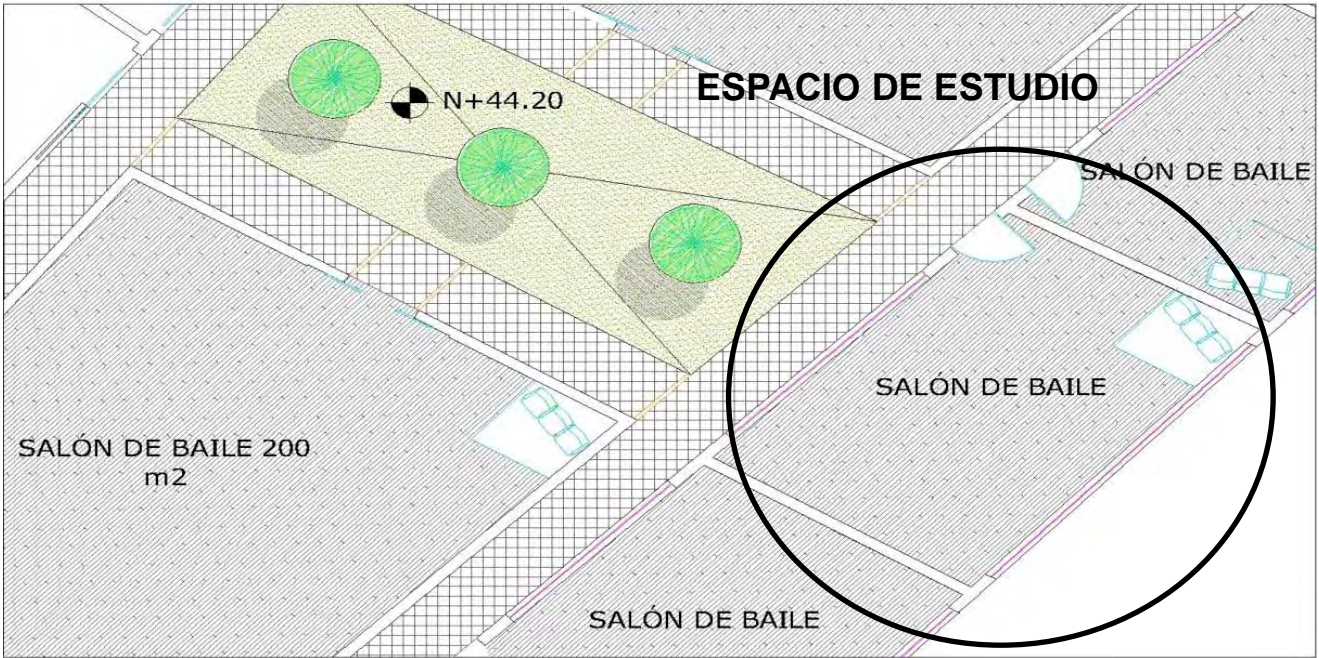 ESPACIO DE ESTUDIO
N+44.20
SALÓN DE BAILE
SALÓN DE BAILE
SALÓN DE BAILE 200
m2
SALÓN DE BAILE